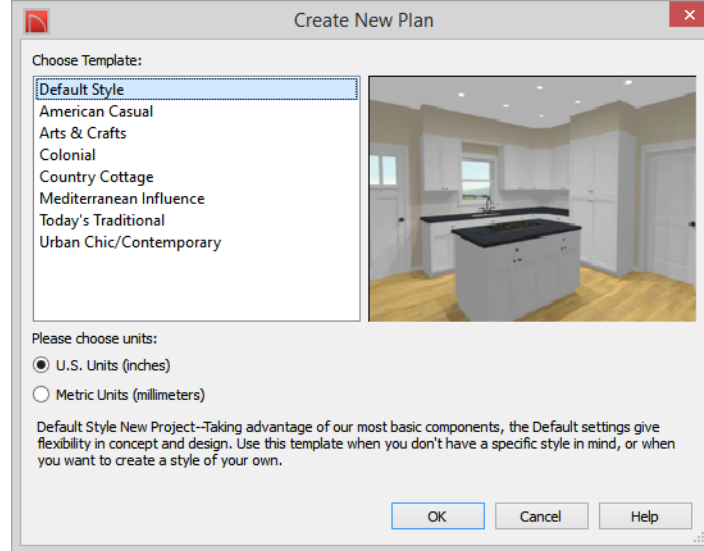 Create New Plan
Choose Template:
Default Style
American Casual
Arts & Crafts
Colonial
Country Cottage
Mediterranean Influence
Today's Traditional
Urban Chic/Contemporary
Please choose units:
U.S. Units (inches)
Metric Units (millimeters)
Default Style New Project--Taking advantage of our most basic components, the Default settings give
flexibility in concept and design. Use this template when you don't have a specific style in mind, or when
you want to create a style of your own.
OK Cancel Help